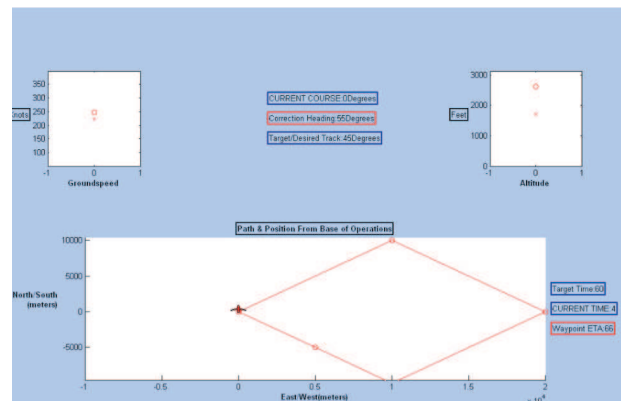 350
300
250
200
150
100
-1 0 1
Groundspeed
CURRENT COURSE:0Degrees
Correction Heading:55Degrees
Target/Desired Track:45Degrees
3000
2000
1000
0
Feet
-1 0 1
Altitude
Path & Position From Base of Operations
10000
5000
0
-5000
North/South
(meters)
-1 -0.5 0 0.5 1 1.5 2
East/West(meters)
Target Time:60
CURRENT TIME:4
Waypoint ETA:66